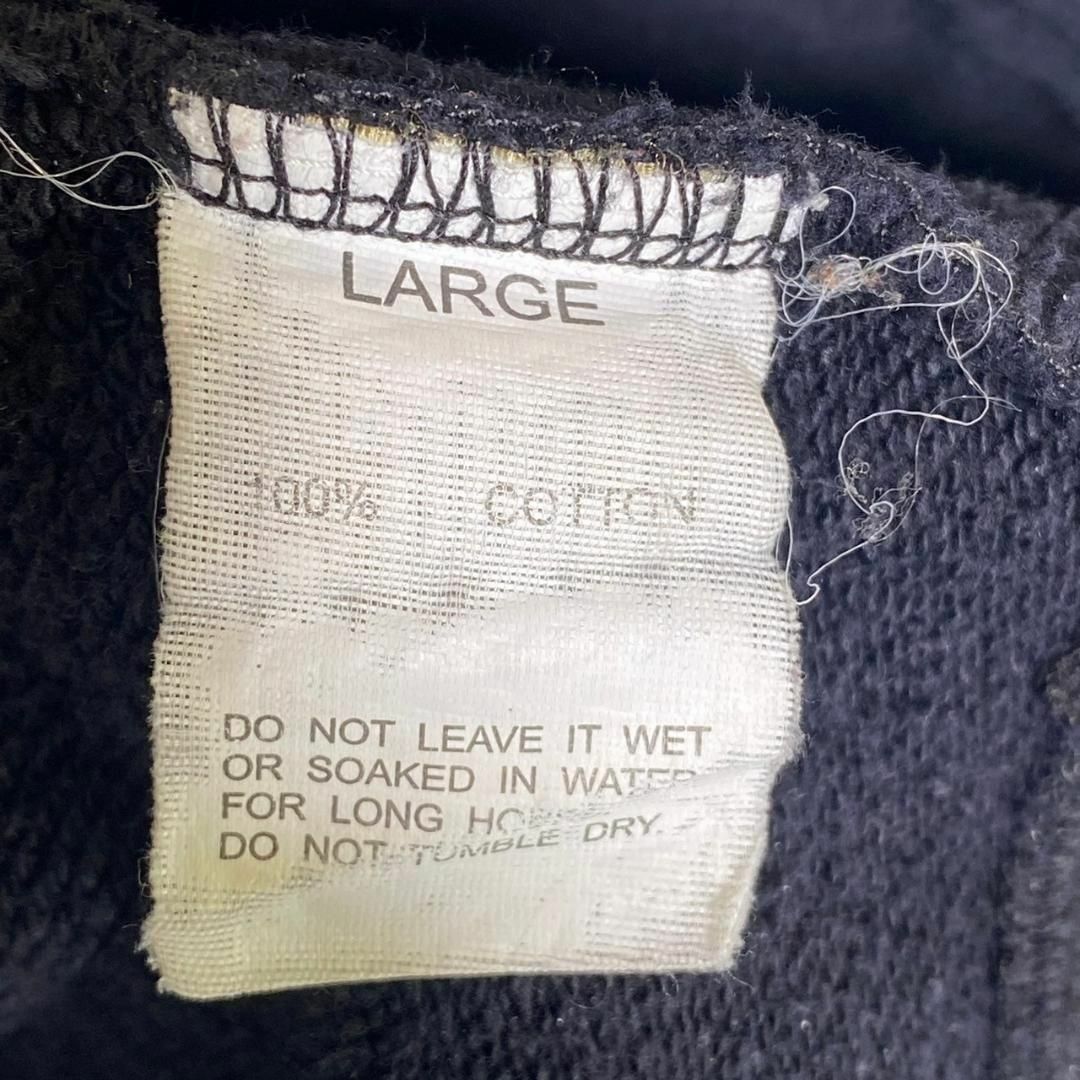 LARGE
100% COTTON
DO NOT LEAVE IT WET
OR SOAKED IN WATER
FOR LONG
DO NOT TUMBLE DRY.